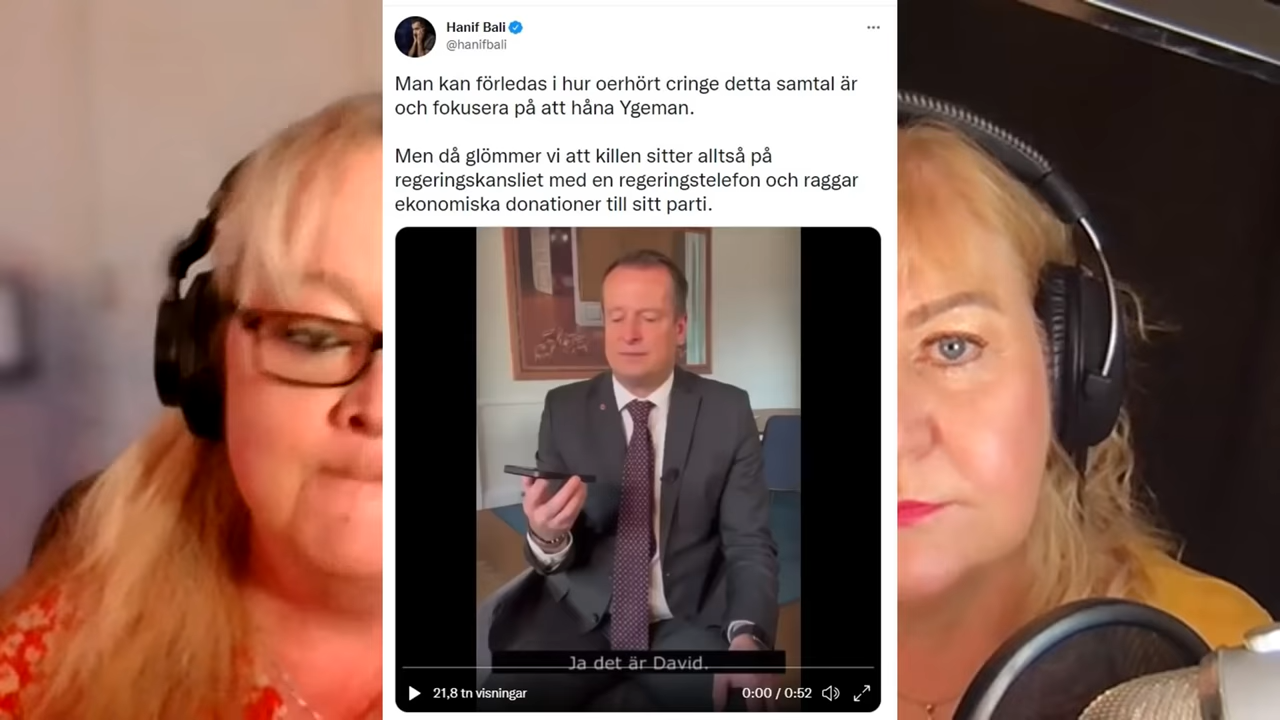 Hanif Bali
@hanifbali
Man kan förledas i hur oerhört cringe detta samtal är
och fokusera på att håna Ygeman.
Men då glömmer vi att killen sitter alltså på
regeringskansliet med en regeringstelefon och raggar
ekonomiska donationer till sitt parti.
Ja det är David.
21,8 tn visningar
0:00 / 0:52